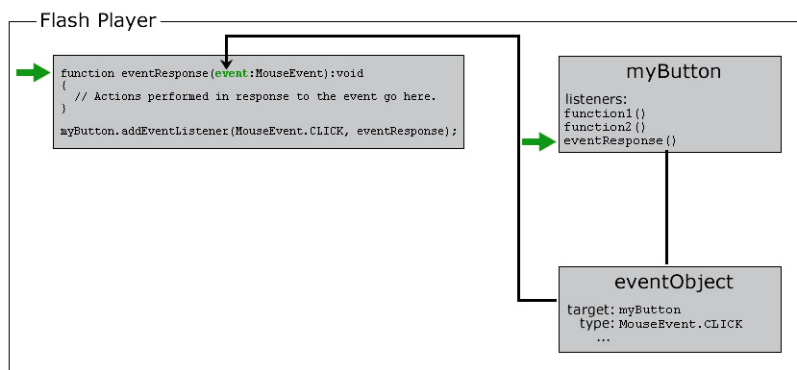 Flash Player
function eventResponse(event:MouseEvent):void
{
// Actions performed in response to the event go here.
}
myButton.addEventListener(MouseEvent.CLICK, eventResponse);
myButton
listeners:
function1()
function2()
eventResponse()
eventObject
target: myButton
type: MouseEvent.CLICK
...